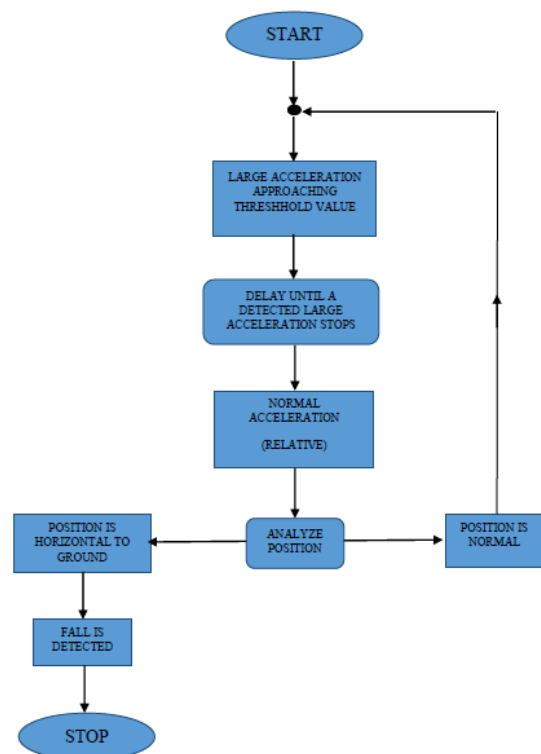 START
LARGE ACCELERATION
APPROACHING
THRESHHOLD VALUE
DELAY UNTIL A
DETECTED LARGE
ACCELERATION STOPS
NORMAL
ACCELERATION
(RELATIVE)
POSITION IS
HORIZONTAL TO
GROUND
ANALYZE
POSITION
POSITION IS
NORMAL
FALL IS
DETECTED
STOP